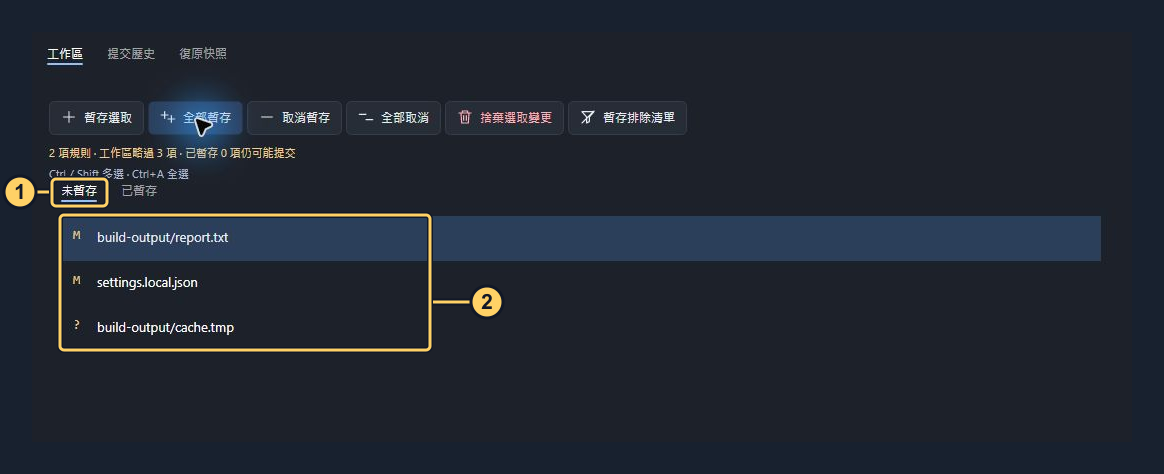 工作區 提交歷史 復原快照
暫存選取 全部暫存 取消暫存 全部取消 捨棄選取變更 暫存排除清單
2 項規則 · 工作區略過 3 項 · 已暫存 0 項仍可能提交
Ctrl / Shift 多選 · Ctrl+A 全選
1 未暫存 已暫存
M build-output/report.txt
M settings.local.json
2
? build-output/cache.tmp